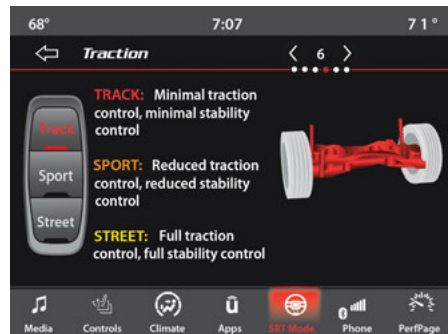 68°
7:07
71°
Traction
6
TRACK: Minimal traction
control, minimal stability
control
Track
SPORT: Reduced traction
control, reduced stability
control
Sport
STREET: Full traction
control, full stability control
Street
Media
Controls
Climate
ū
Apps
SRT Mode
Phone
PerfPage